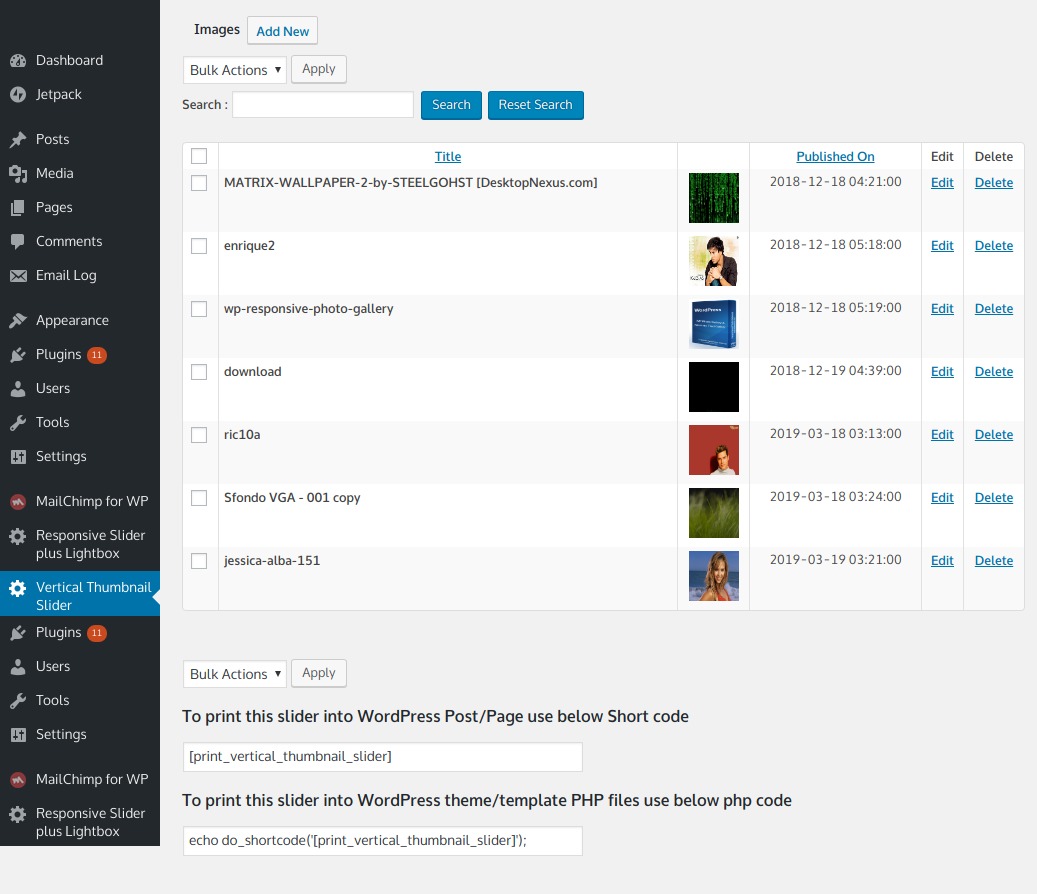 Dashboard
Jetpack
Posts
Media
Pages
Comments
Email Log
Appearance
Plugins 11
Users
Tools
Settings
MailChimp for WP
Responsive Slider
plus Lightbox
Vertical Thumbnail
Slider
Plugins 11
Users
Tools
Settings
MailChimp for WP
Responsive Slider
plus Lightbox
Images Add New
Bulk Actions Apply
Search : Search Reset Search
Title Published On Edit Delete
MATRIX-WALLPAPER-2-by-STEELGOHST [DesktopNexus.com] 2018-12-18 04:21:00 Edit Delete
enrique2 2018-12-18 05:18:00 Edit Delete
wp-responsive-photo-gallery WordPress 2018-12-18 05:19:00 Edit Delete
download 2018-12-19 04:39:00 Edit Delete
ric10a 2019-03-18 03:13:00 Edit Delete
Sfondo VGA - 001 copy 2019-03-18 03:24:00 Edit Delete
jessica-alba-151 2019-03-19 03:21:00 Edit Delete
Bulk Actions Apply
To print this slider into WordPress Post/Page use below Short code
[print_vertical_thumbnail_slider]
To print this slider into WordPress theme/template PHP files use below php code
echo do_shortcode('[print_vertical_thumbnail_slider]');